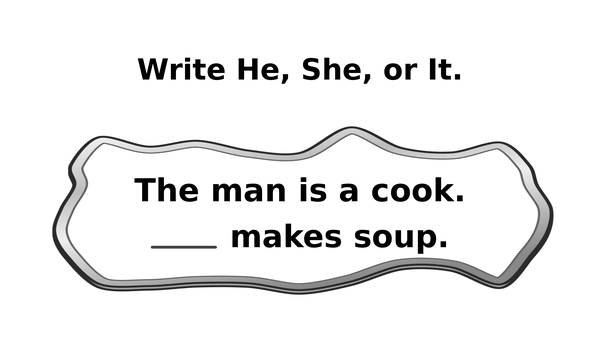 Write He, She, or It.
The man is a cook.
____ makes soup.